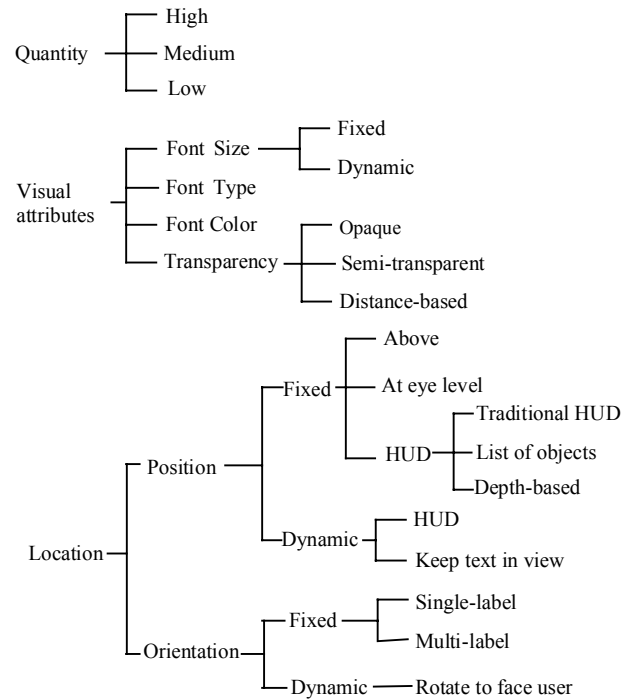 High
Quantity
Medium
Low
Fixed
Font Size
Dynamic
Visual
attributes
Font Type
Font Color
Opaque
Transparency
Semi-transparent
Distance-based
Above
Fixed
At eye level
Traditional HUD
Position
HUD
List of objects
Depth-based
HUD
Dynamic
Location
Keep text in view
Single-label
Fixed
Multi-label
Orientation
Dynamic
Rotate to face user